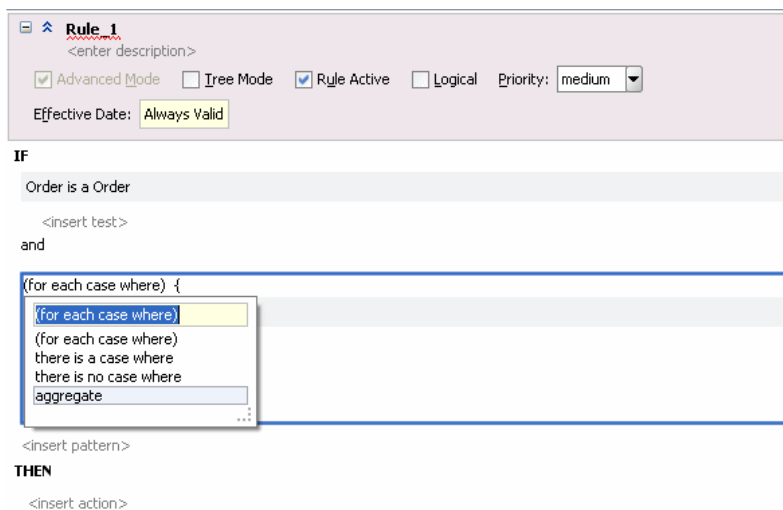 Rule_1
<enter description>
Advanced Mode Tree Mode Rule Active Logical Priority: medium
Effective Date: Always Valid
IF
Order is a Order
<insert test>
and
(for each case where) {
(for each case where)
(for each case where)
there is a case where
there is no case where
aggregate
<insert pattern>
THEN
<insert action>